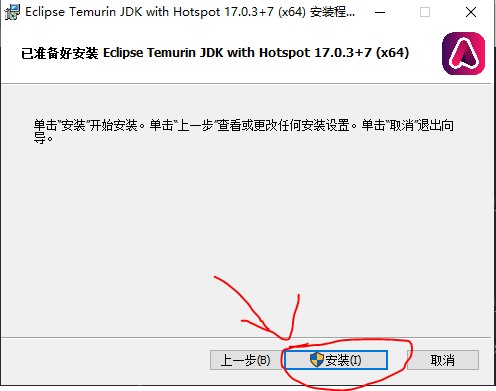 Eclipse Temurin JDK with Hotspot 17.0.3+7 (x64) 安装程...
已准备好安装 Eclipse Temurin JDK with Hotspot 17.0.3+7 (x64)
单击"安装"开始安装。单击"上一步"查看或更改任何安装设置。单击"取消"退出向
导。
上一步(B)
安装(I)
取消